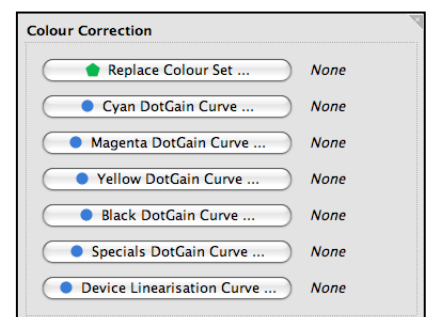 Colour Correction
Replace Colour Set ... None
Cyan DotGain Curve ... None
Magenta DotGain Curve ... None
Yellow DotGain Curve ... None
Black DotGain Curve ... None
Specials DotGain Curve ... None
Device Linearisation Curve ... None